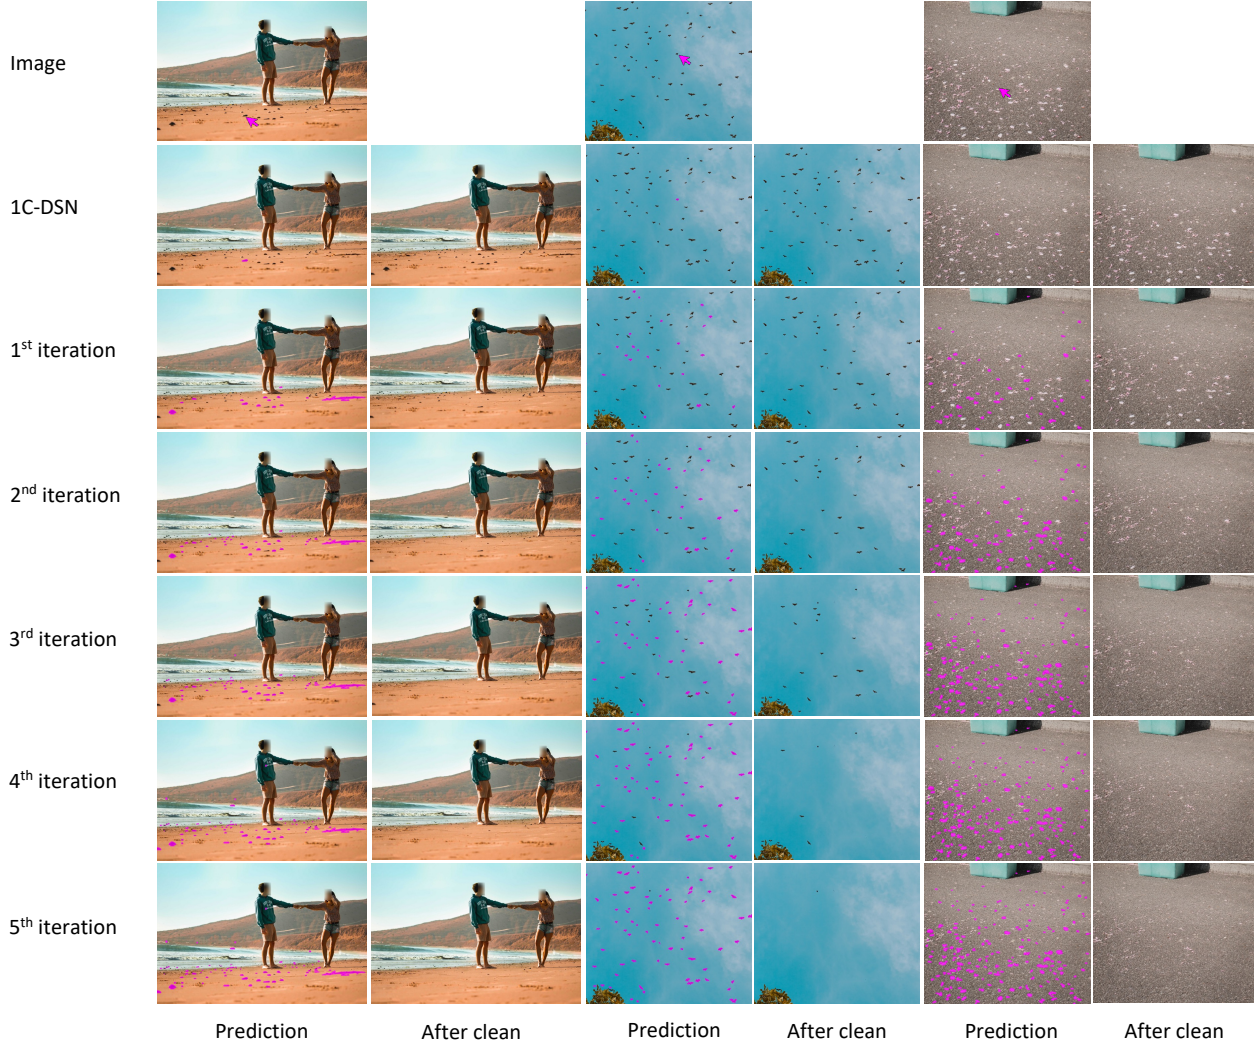 Image
1C-DSN
1st iteration
2nd iteration
3rd iteration
4th iteration
5th iteration
Prediction After clean Prediction After clean Prediction After clean